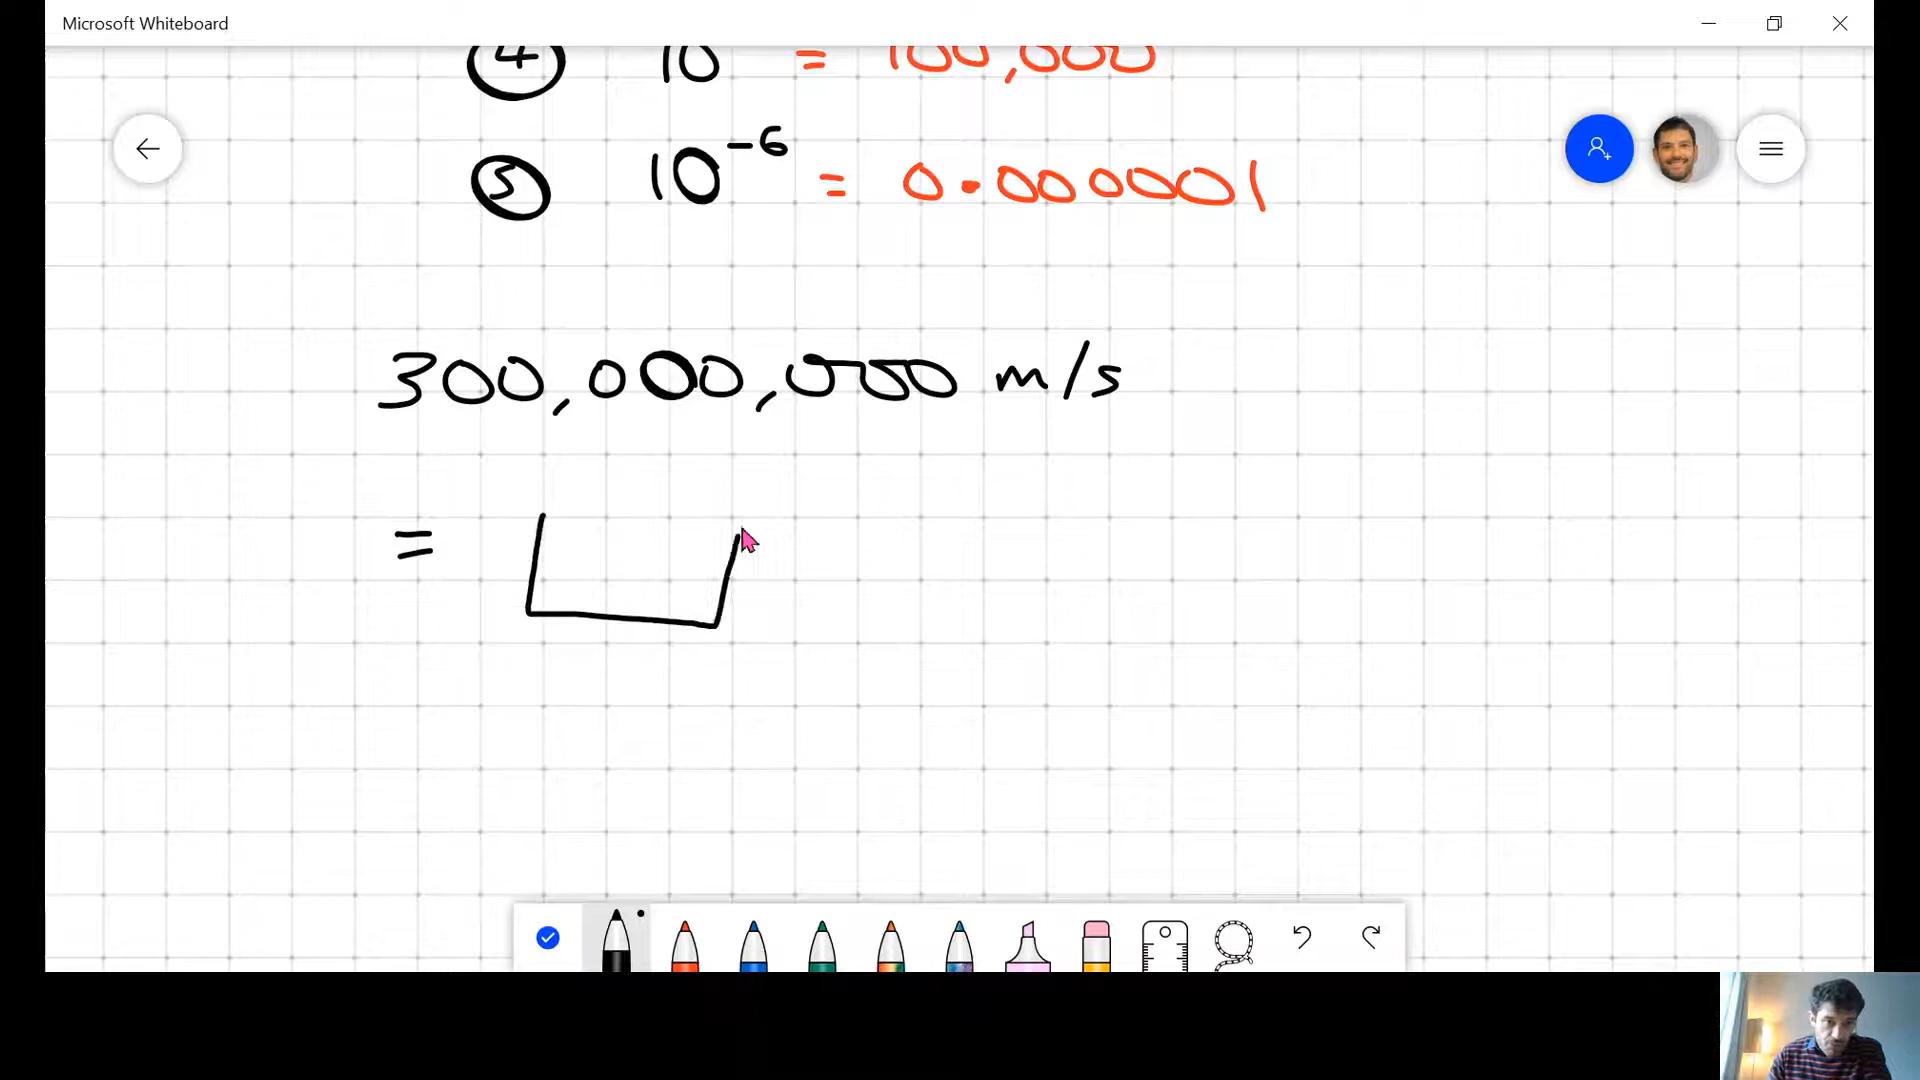 Microsoft Whiteboard
④ 10 = 100,000
⑤ 10⁻⁶ = 0.000001
300,000,000 m/s
=